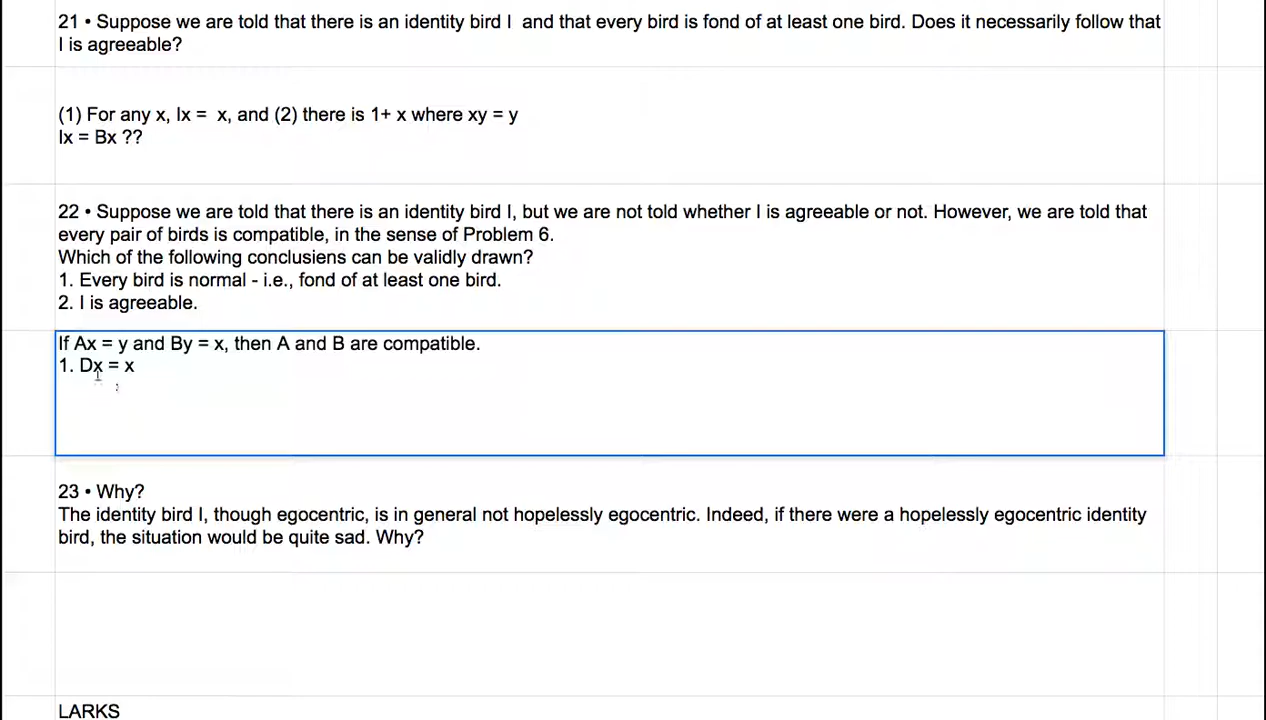 21 • Suppose we are told that there is an identity bird I and that every bird is fond of at least one bird. Does it necessarily follow that
I is agreeable?
(1) For any x, Ix = x, and (2) there is 1+ x where xy = y
Ix = Bx ??
22 • Suppose we are told that there is an identity bird I, but we are not told whether I is agreeable or not. However, we are told that
every pair of birds is compatible, in the sense of Problem 6.
Which of the following conclusiens can be validly drawn?
1. Every bird is normal - i.e., fond of at least one bird.
2. I is agreeable.
If Ax = y and By = x, then A and B are compatible.
1. Dx = x
23 • Why?
The identity bird I, though egocentric, is in general not hopelessly egocentric. Indeed, if there were a hopelessly egocentric identity
bird, the situation would be quite sad. Why?
LARKS